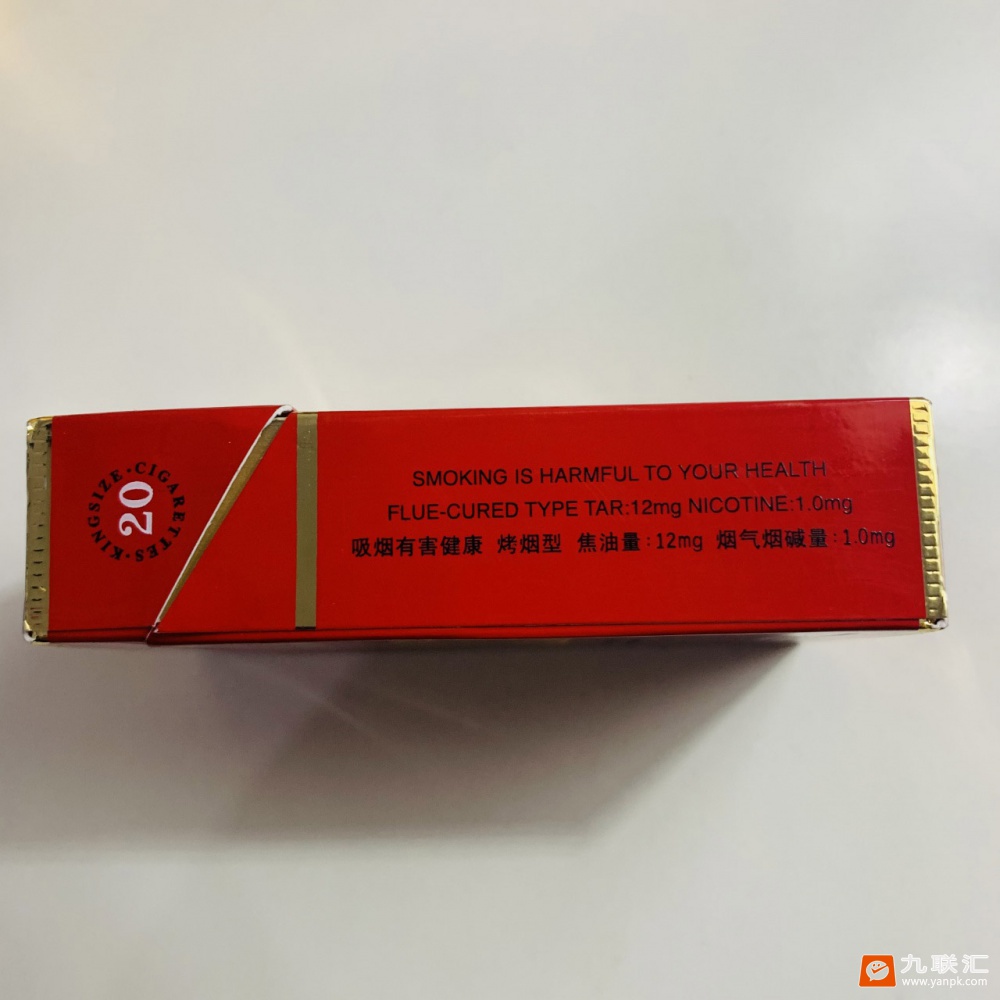 KINGSIZE·CIGARETTES·
20
SMOKING IS HARMFUL TO YOUR HEALTH
FLUE-CURED TYPE TAR:12mg NICOTINE:1.0mg
吸烟有害健康 烤烟型 焦油量:12mg 烟气烟碱量:1.0mg
九联汇
www.yanpk.com